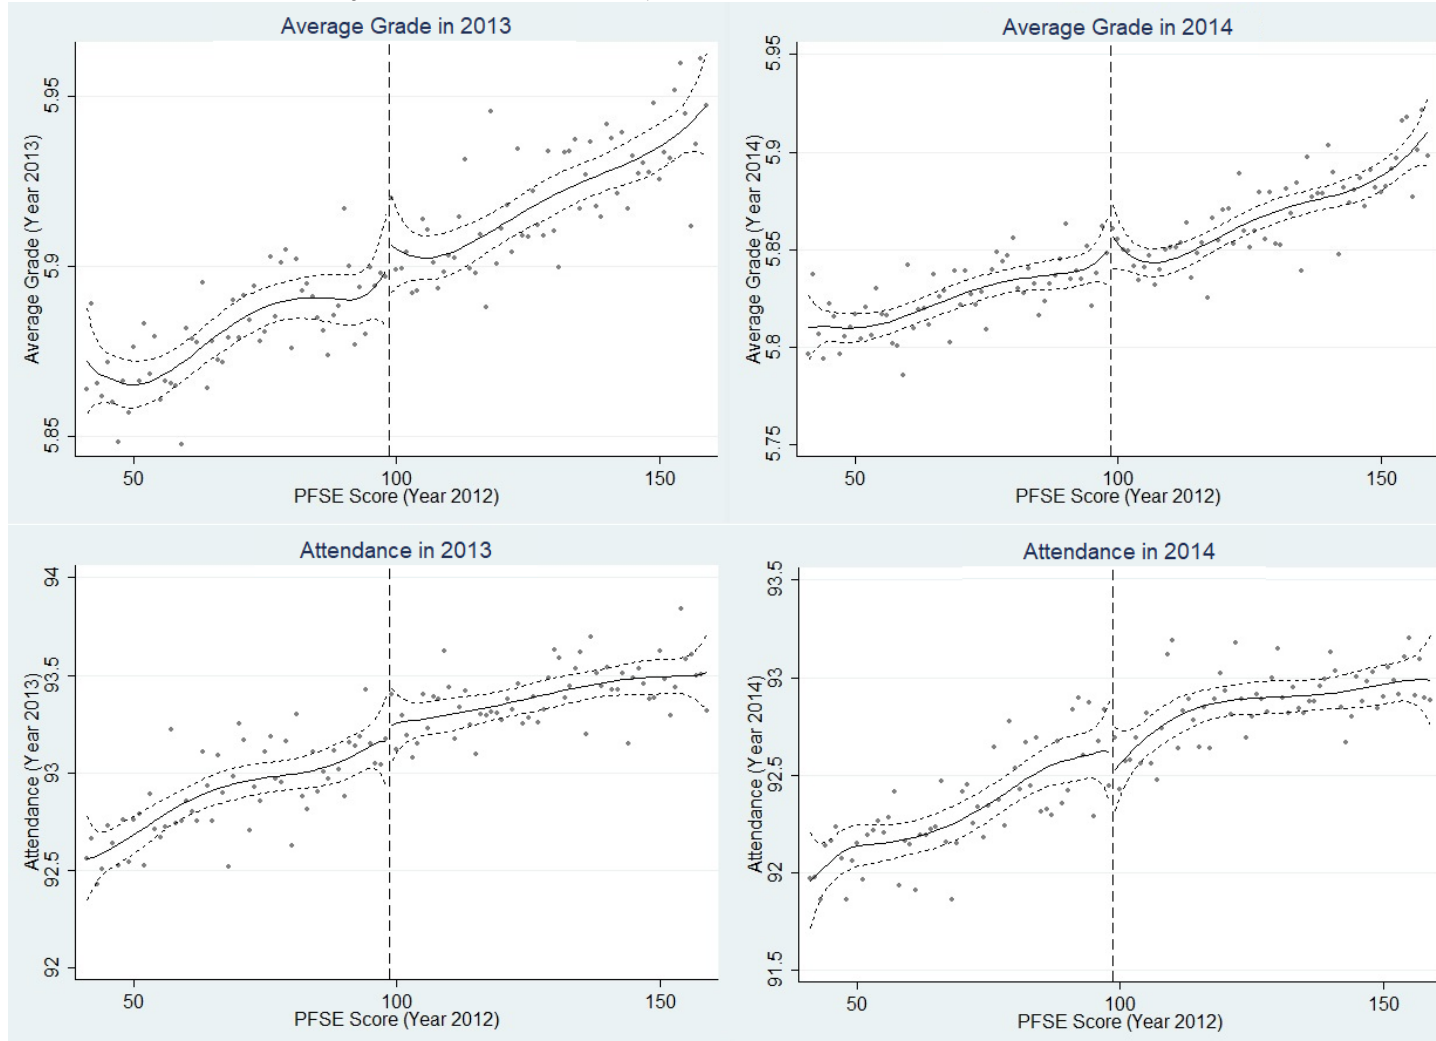 Average Grade in 2013
Average Grade (Year 2013)
5.95
5.9
5.85
50 100 150
PFSE Score (Year 2012)
Average Grade in 2014
Average Grade (Year 2014)
5.95
5.9
5.85
5.8
5.75
50 100 150
PFSE Score (Year 2012)
Attendance in 2013
Attendance (Year 2013)
94
93.5
93
92.5
92
50 100 150
PFSE Score (Year 2012)
Attendance in 2014
Attendance (Year 2014)
93.5
93
92.5
92
91.5
50 100 150
PFSE Score (Year 2012)